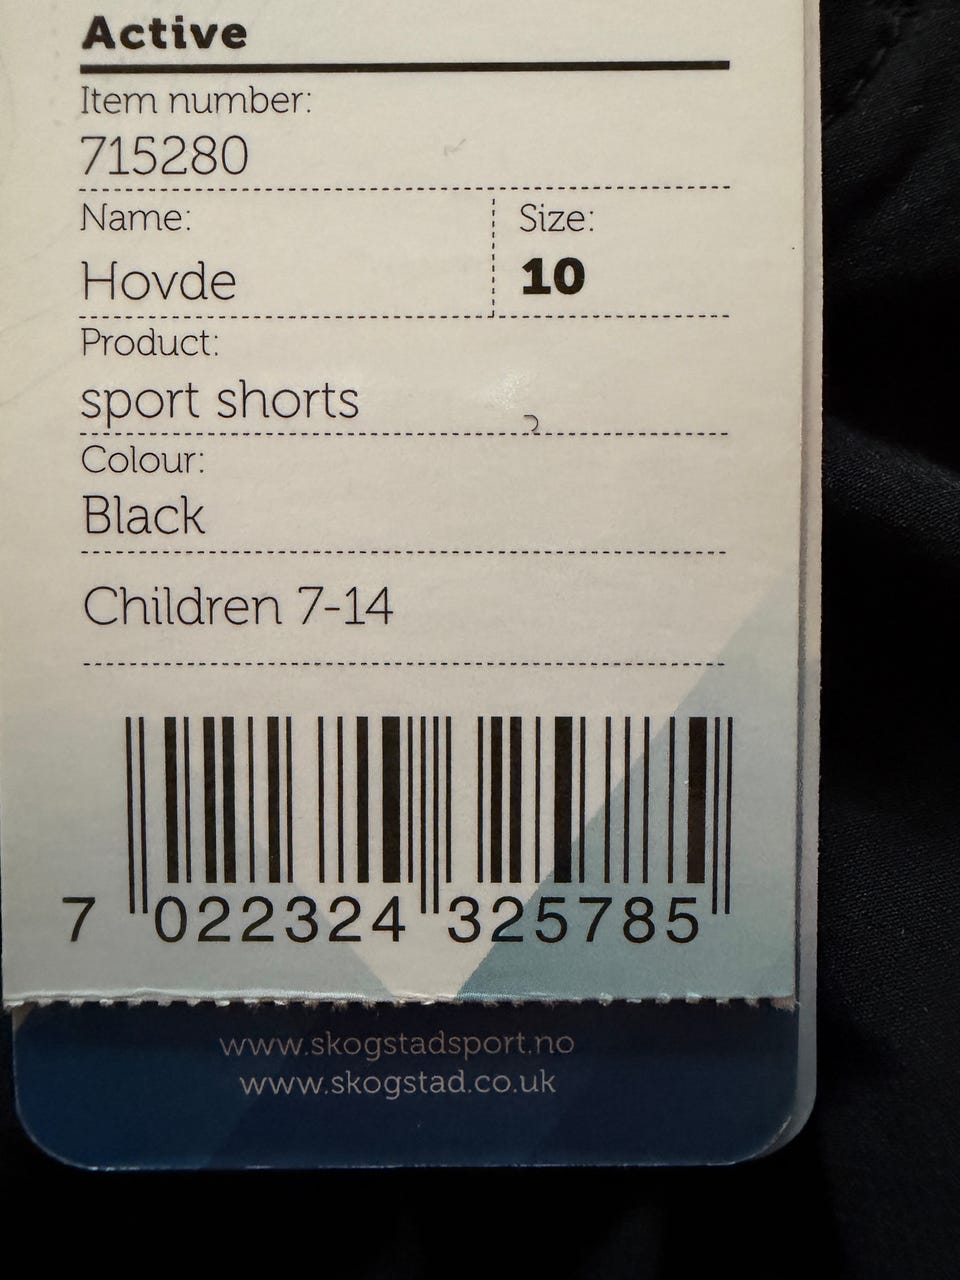 Active
Item number:
715280
Name:
Size:
Hovde
10
Product:
sport shorts
Colour:
Black
Children 7-14
7 022324 325785
www.skogstadsport.no
www.skogstad.co.uk